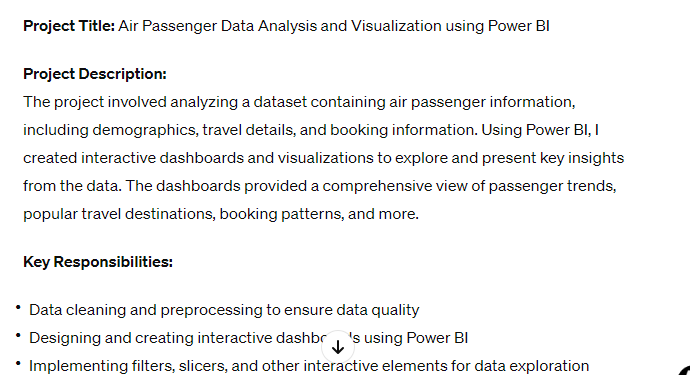 Project Title: Air Passenger Data Analysis and Visualization using Power BI
Project Description:
The project involved analyzing a dataset containing air passenger information,
including demographics, travel details, and booking information. Using Power BI, I
created interactive dashboards and visualizations to explore and present key insights
from the data. The dashboards provided a comprehensive view of passenger trends,
popular travel destinations, booking patterns, and more.
Key Responsibilities:
• Data cleaning and preprocessing to ensure data quality
• Designing and creating interactive using Power BI
• Implementing filters, slicers, and other interactive elements for data exploration